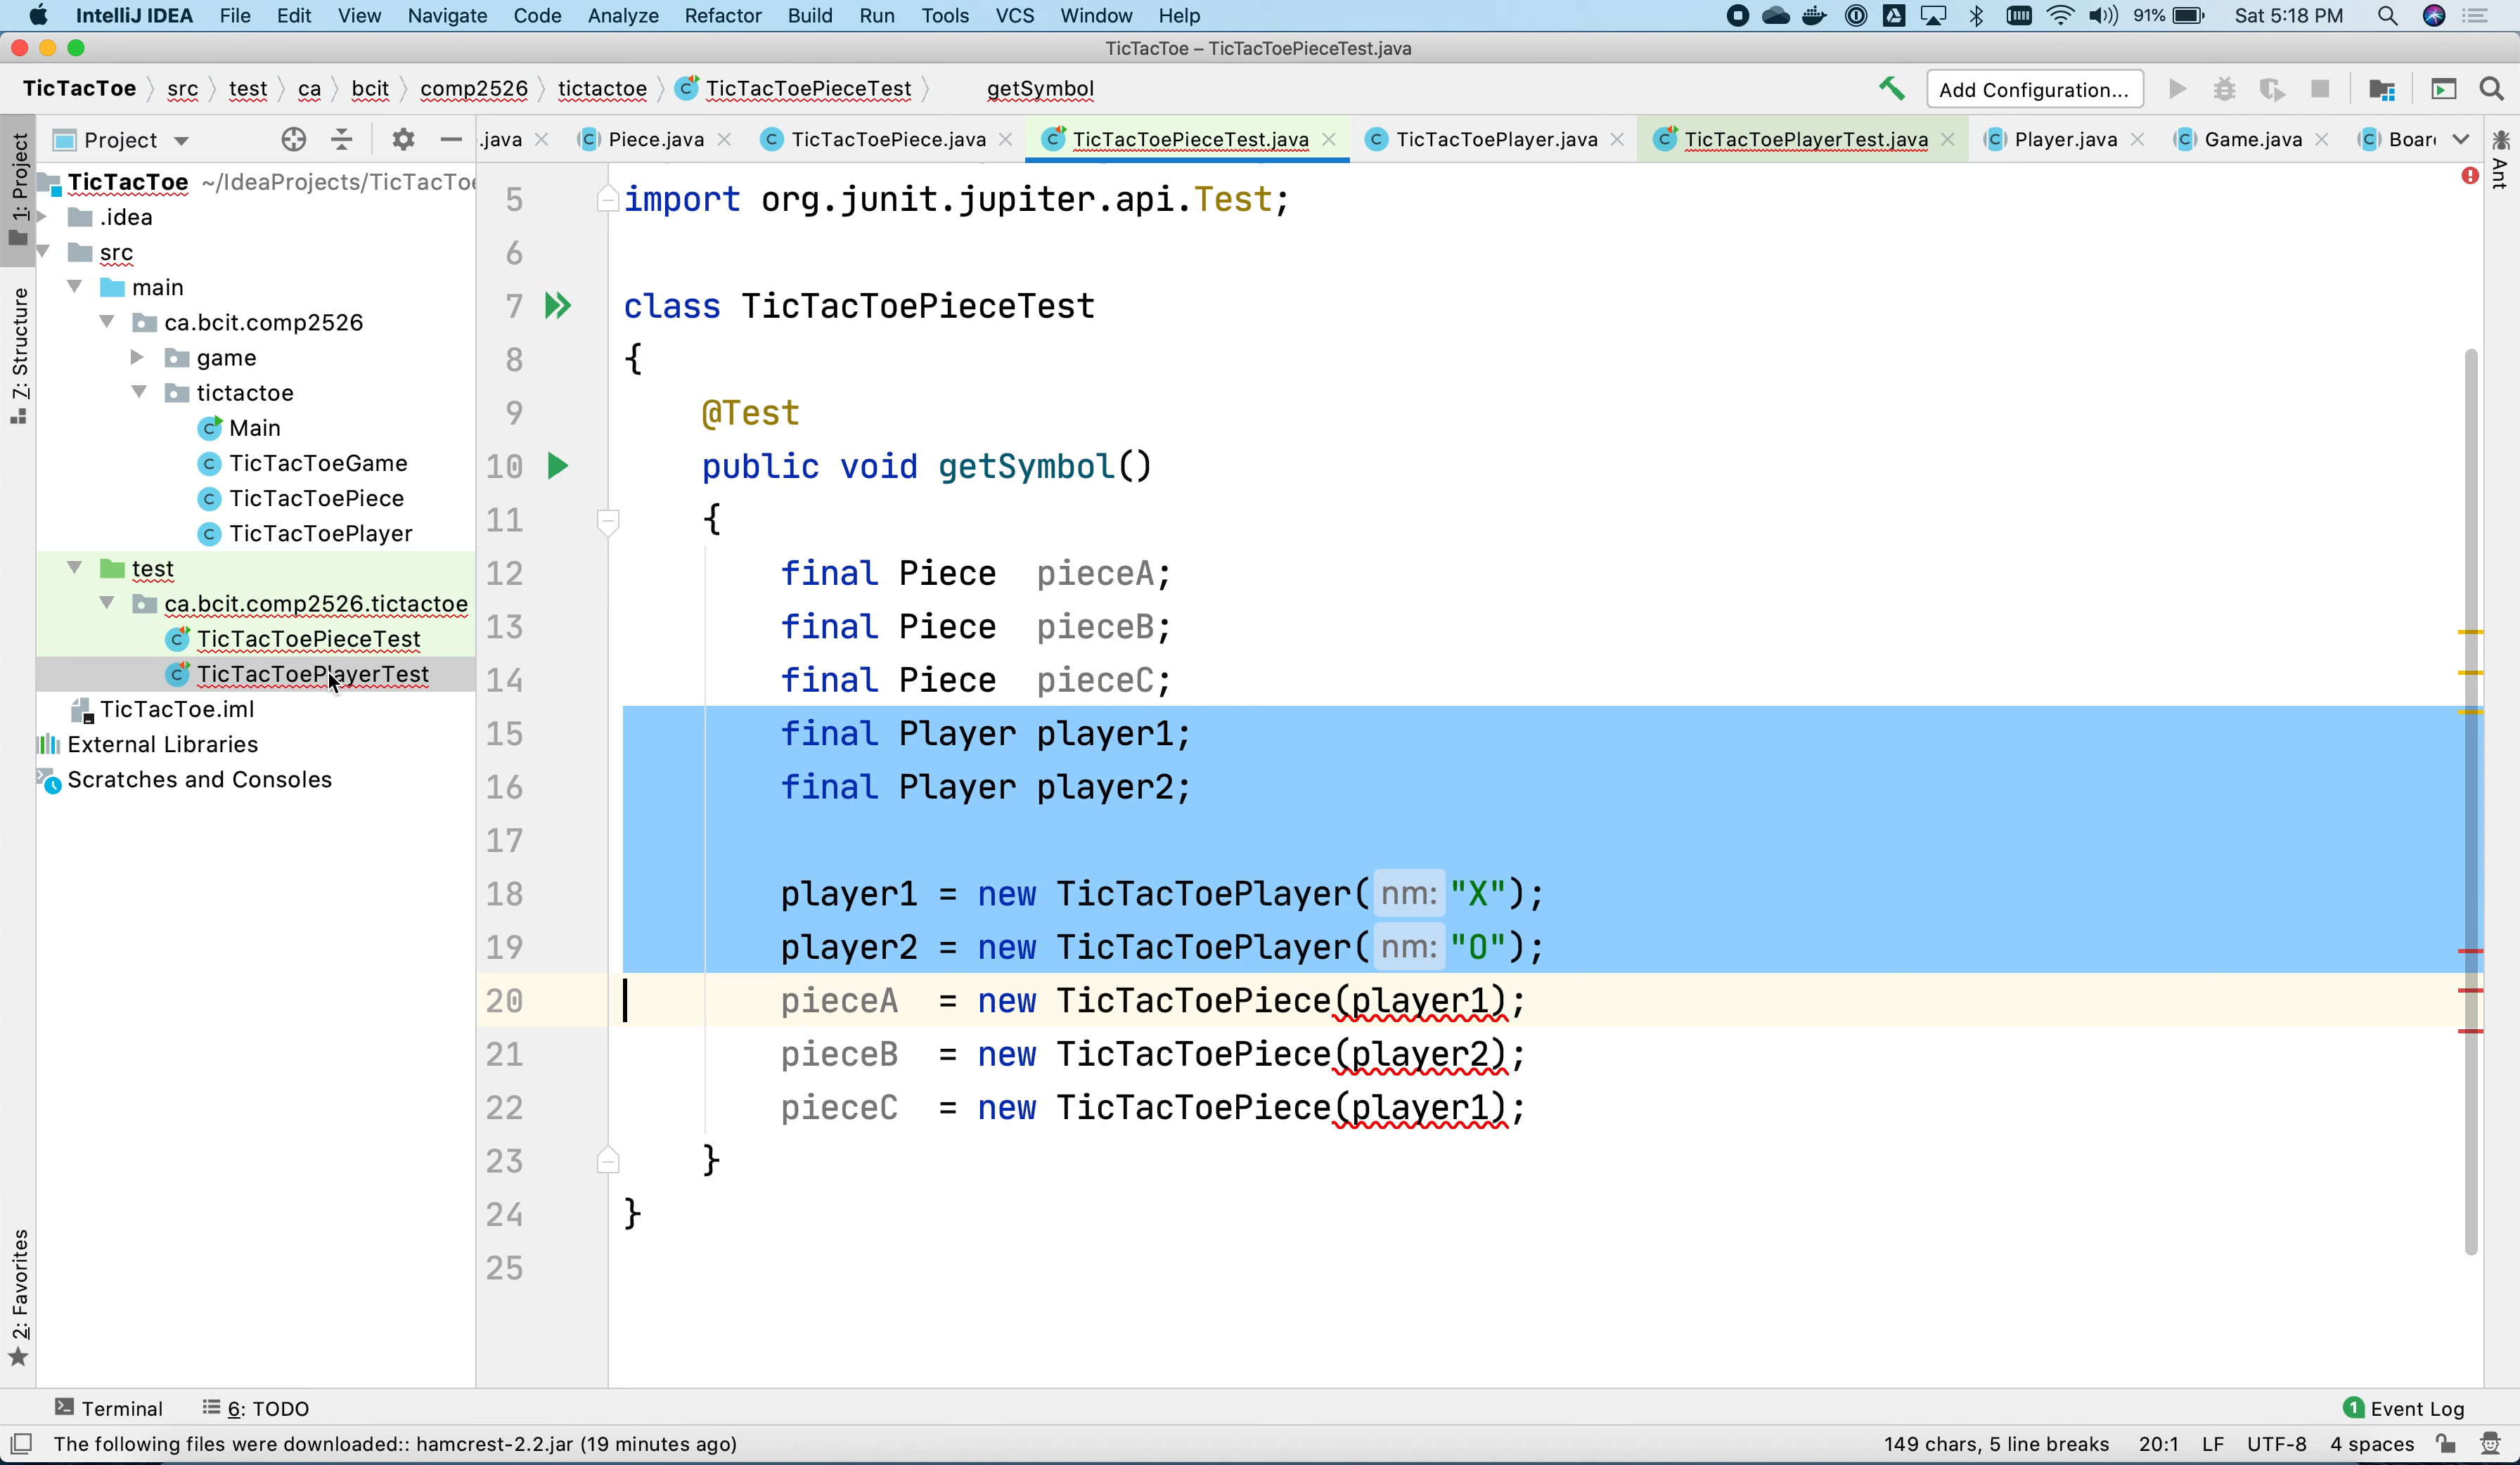 IntelliJ IDEA File Edit View Navigate Code Analyze Refactor Build Run Tools VCS Window Help 91% Sat 5:18 PM
TicTacToe – TicTacToePieceTest.java
TicTacToe src test ca bcit comp2526 tictactoe TicTacToePieceTest getSymbol Add Configuration...
Project .java Piece.java TicTacToePiece.java TicTacToePieceTest.java TicTacToePlayer.java TicTacToePlayerTest.java Player.java Game.java Boar
1: Project
7: Structure
2: Favorites
Ant
TicTacToe ~/IdeaProjects/TicTacToe
.idea
src
main
ca.bcit.comp2526
game
tictactoe
Main
TicTacToeGame
TicTacToePiece
TicTacToePlayer
test
ca.bcit.comp2526.tictactoe
TicTacToePieceTest
TicTacToePlayerTest
TicTacToe.iml
External Libraries
Scratches and Consoles
5 import org.junit.jupiter.api.Test;
6
7 class TicTacToePieceTest
8 {
9 @Test
10 public void getSymbol()
11 {
12 final Piece pieceA;
13 final Piece pieceB;
14 final Piece pieceC;
15 final Player player1;
16 final Player player2;
17
18 player1 = new TicTacToePlayer( nm: "X");
19 player2 = new TicTacToePlayer( nm: "O");
20 pieceA = new TicTacToePiece(player1);
21 pieceB = new TicTacToePiece(player2);
22 pieceC = new TicTacToePiece(player1);
23 }
24 }
25
Terminal 6: TODO 1 Event Log
The following files were downloaded:: hamcrest-2.2.jar (19 minutes ago) 149 chars, 5 line breaks 20:1 LF UTF-8 4 spaces